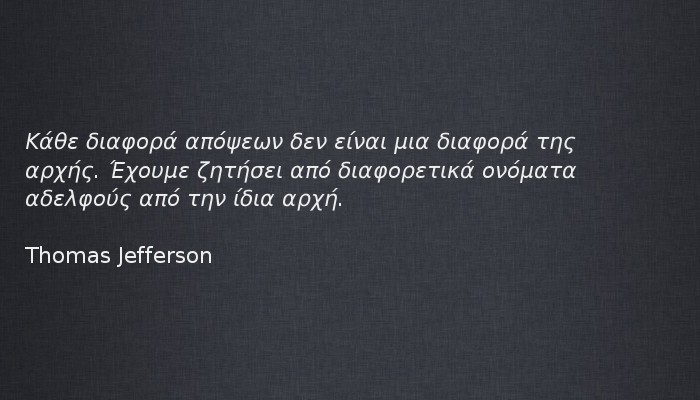 Κάθε διαφορά απόψεων δεν είναι μια διαφορά της
αρχής. Έχουμε ζητήσει από διαφορετικά ονόματα
αδελφούς από την ίδια αρχή.
Thomas Jefferson